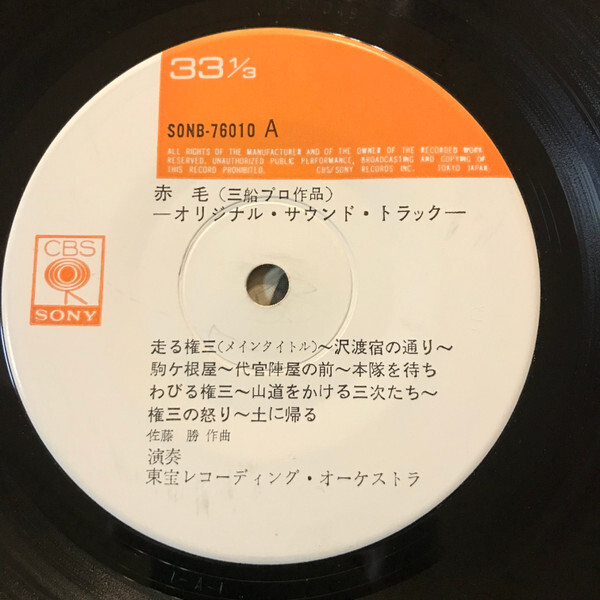 33 1/3
SONB-76010 A
ALL RIGHTS OF THE MANUFACTURER AND OF THE OWNER OF THE RECORDED WORK
RESERVED. UNAUTHORIZED PUBLIC PERFORMANCE, BROADCASTING AND COPYING OF
THIS RECORD PROHIBITED. CBS/SONY RECORDS INC. TOKYO JAPAN.
赤 毛 (三船プロ作品)
―オリジナル・サウンド・トラック―
CBS
SONY
走る権三(メインタイトル)~沢渡宿の通り~
駒ケ根屋~代官陣屋の前~本隊を待ち
わびる権三~山道をかける三次たち~
権三の怒り~土に帰る
佐藤 勝 作曲
演奏
東宝レコーディング・オーケストラ
1-A-1